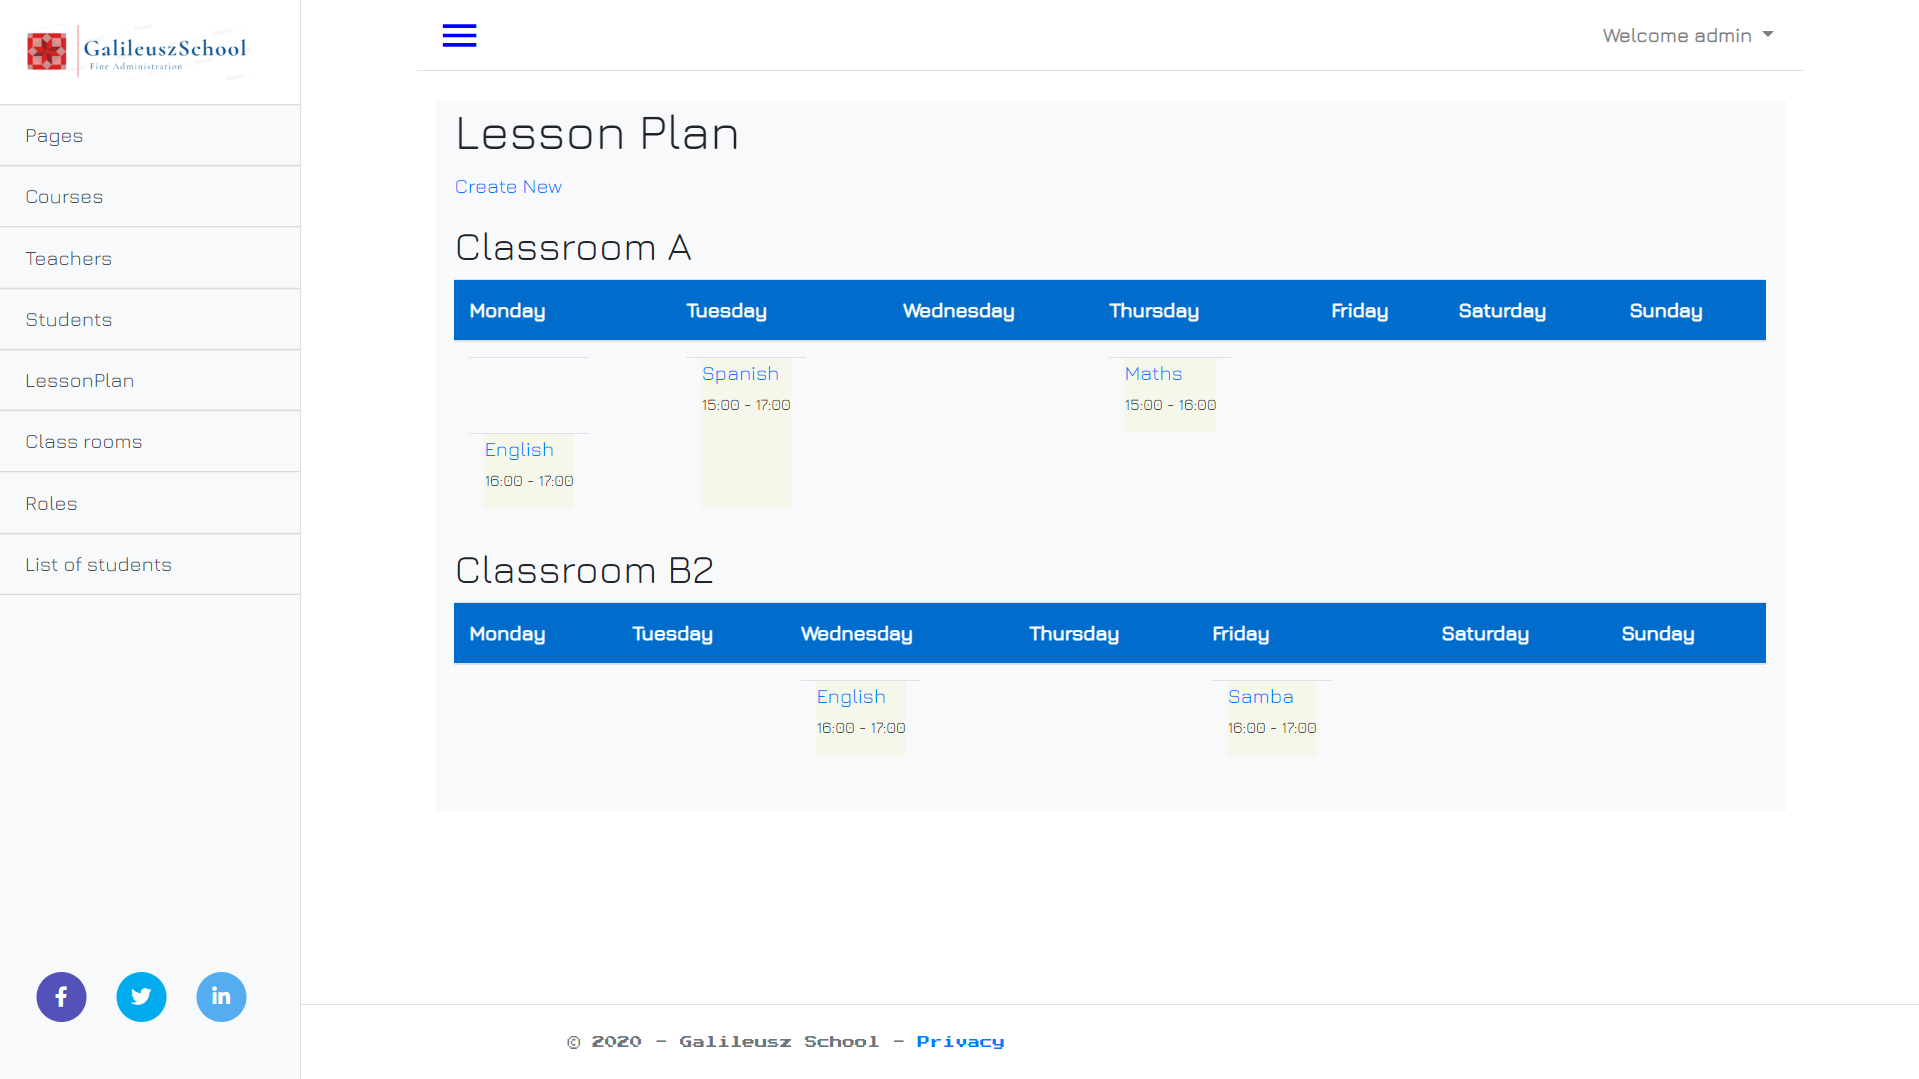 GalileuszSchool
Fine Administration
Welcome admin
Pages
Courses
Teachers
Students
LessonPlan
Class rooms
Roles
List of students
Lesson Plan
Create New
Classroom A
Monday Tuesday Wednesday Thursday Friday Saturday Sunday
Spanish Maths
15:00 - 17:00 15:00 - 16:00
English
16:00 - 17:00
Classroom B2
Monday Tuesday Wednesday Thursday Friday Saturday Sunday
English Samba
16:00 - 17:00 16:00 - 17:00
© 2020 - Galileusz School - Privacy